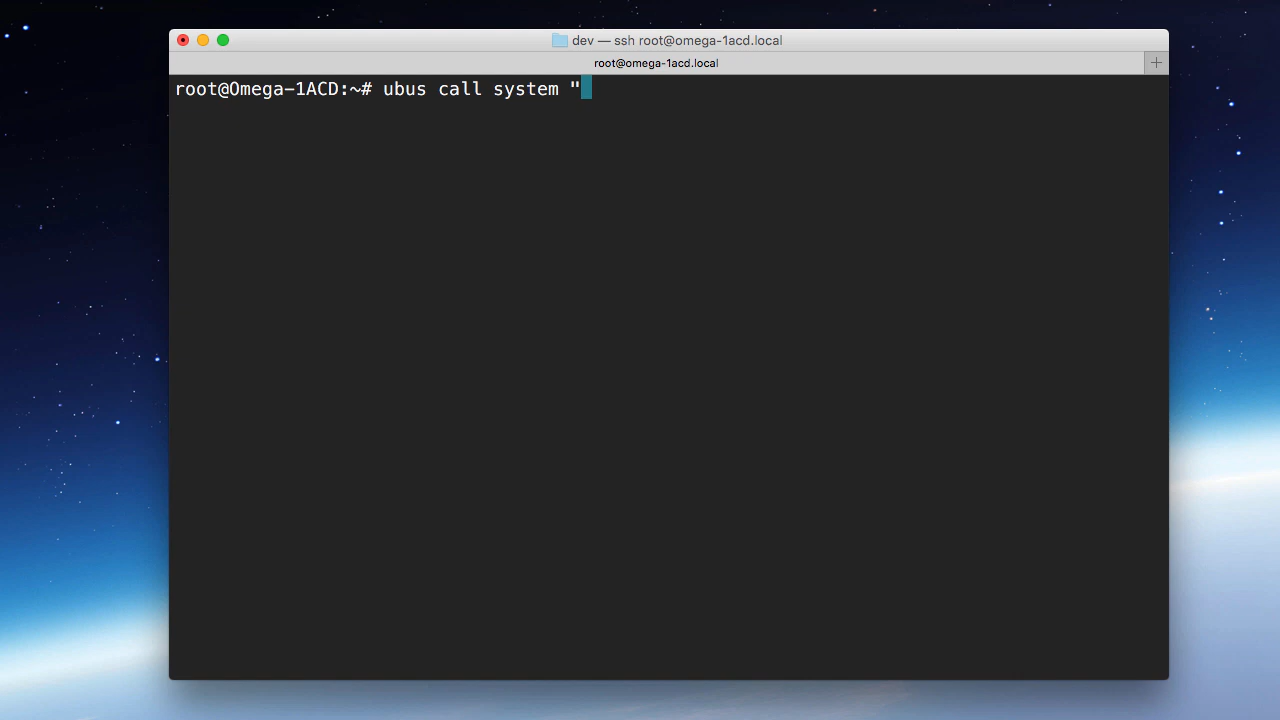 dev — ssh root@omega-1acd.local
root@omega-1acd.local
root@Omega-1ACD:~# ubus call system "